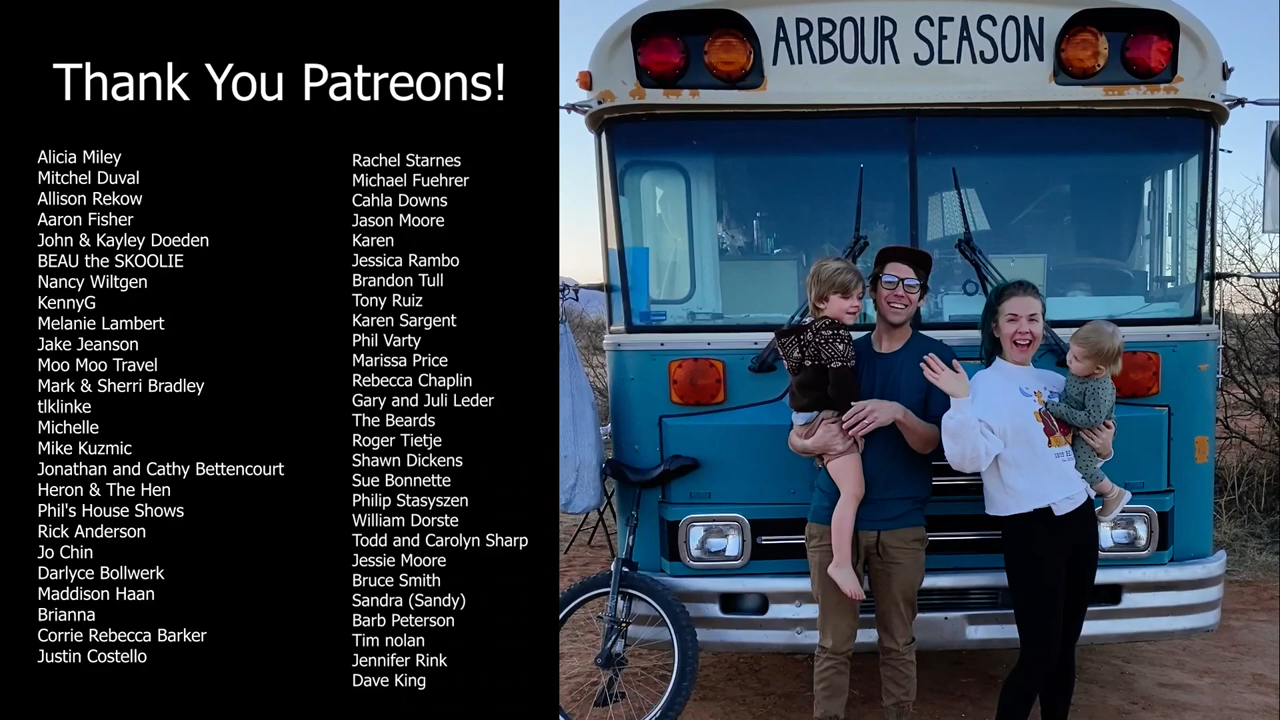 Thank You Patreons!
Alicia Miley
Mitchel Duval
Allison Rekow
Aaron Fisher
John & Kayley Doeden
BEAU the SKOOLIE
Nancy Wiltgen
KennyG
Melanie Lambert
Jake Jeanson
Moo Moo Travel
Mark & Sherri Bradley
tlklinke
Michelle
Mike Kuzmic
Jonathan and Cathy Bettencourt
Heron & The Hen
Phil's House Shows
Rick Anderson
Jo Chin
Darlyce Bollwerk
Maddison Haan
Brianna
Corrie Rebecca Barker
Justin Costello
Rachel Starnes
Michael Fuehrer
Cahla Downs
Jason Moore
Karen
Jessica Rambo
Brandon Tull
Tony Ruiz
Karen Sargent
Phil Varty
Marissa Price
Rebecca Chaplin
Gary and Juli Leder
The Beards
Roger Tietje
Shawn Dickens
Sue Bonnette
Philip Stasyszen
William Dorste
Todd and Carolyn Sharp
Jessie Moore
Bruce Smith
Sandra (Sandy)
Barb Peterson
Tim nolan
Jennifer Rink
Dave King
ARBOUR SEASON